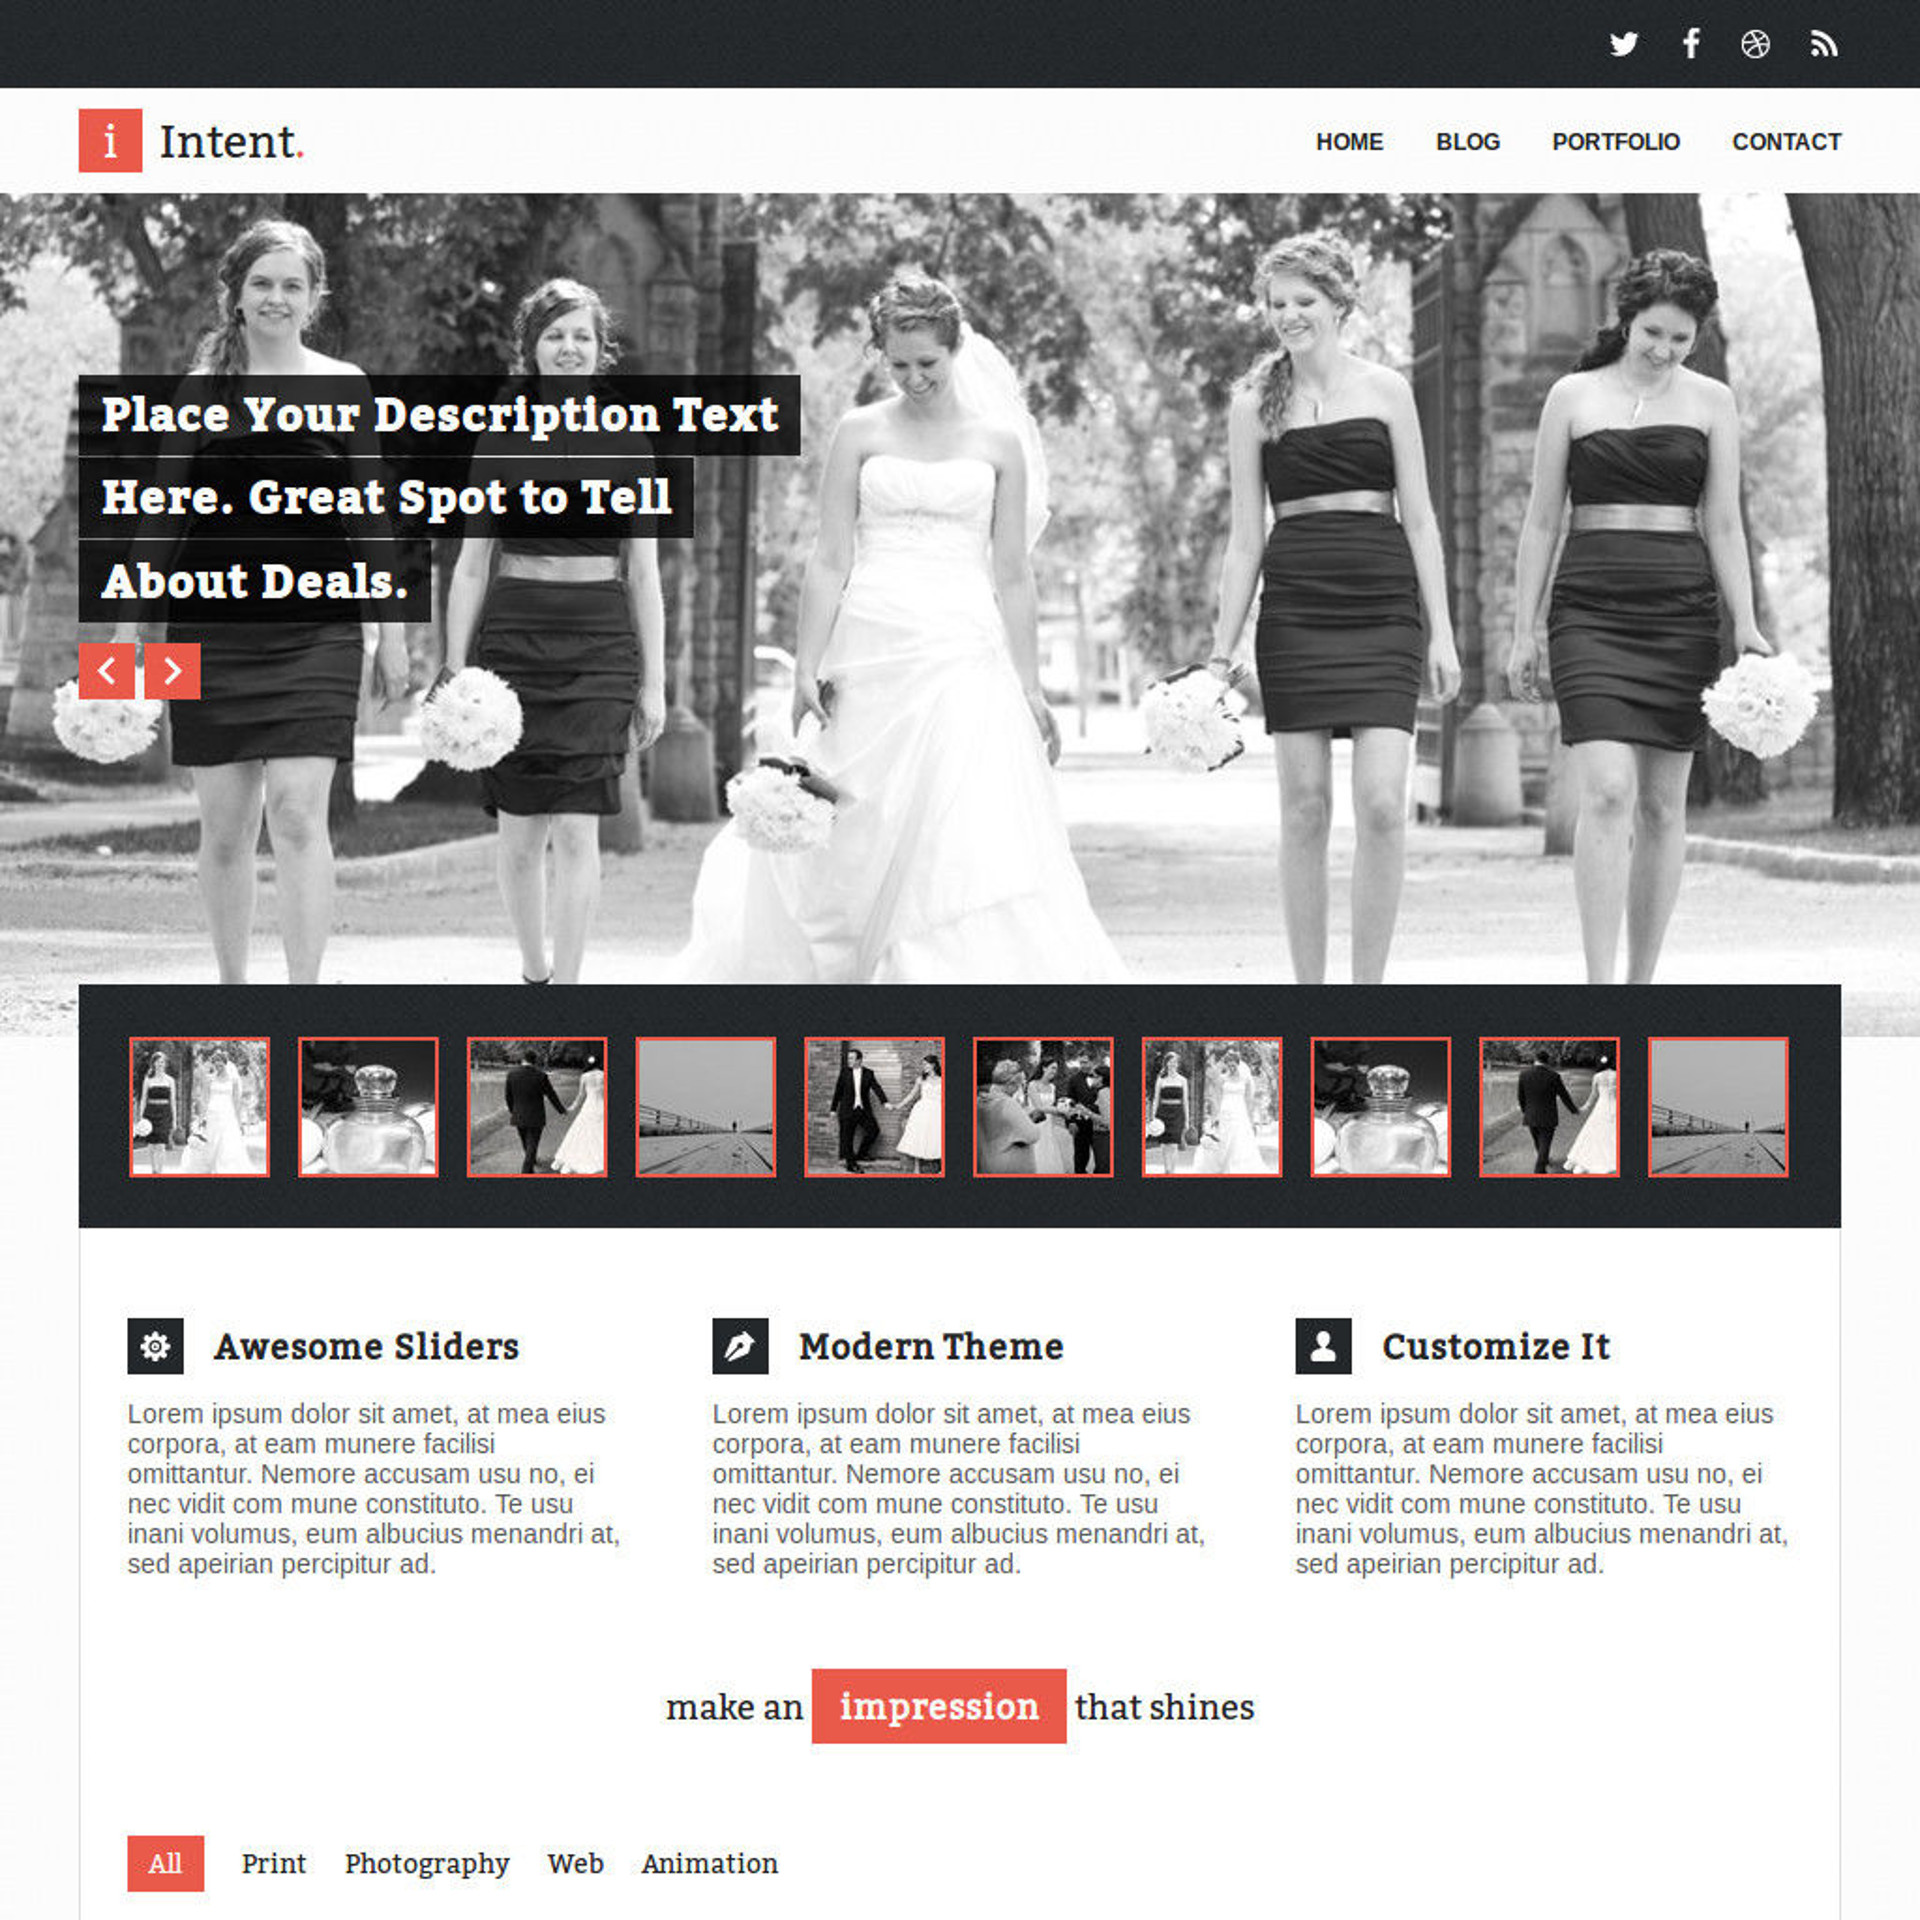 i Intent.
HOME BLOG PORTFOLIO CONTACT
Place Your Description Text
Here. Great Spot to Tell
About Deals.
Awesome Sliders
Lorem ipsum dolor sit amet, at mea eius
corpora, at eam munere facilisi
omittantur. Nemore accusam usu no, ei
nec vidit com mune constituto. Te usu
inani volumus, eum albucius menandri at,
sed apeirian percipitur ad.
Modern Theme
Lorem ipsum dolor sit amet, at mea eius
corpora, at eam munere facilisi
omittantur. Nemore accusam usu no, ei
nec vidit com mune constituto. Te usu
inani volumus, eum albucius menandri at,
sed apeirian percipitur ad.
Customize It
Lorem ipsum dolor sit amet, at mea eius
corpora, at eam munere facilisi
omittantur. Nemore accusam usu no, ei
nec vidit com mune constituto. Te usu
inani volumus, eum albucius menandri at,
sed apeirian percipitur ad.
make an impression that shines
All Print Photography Web Animation